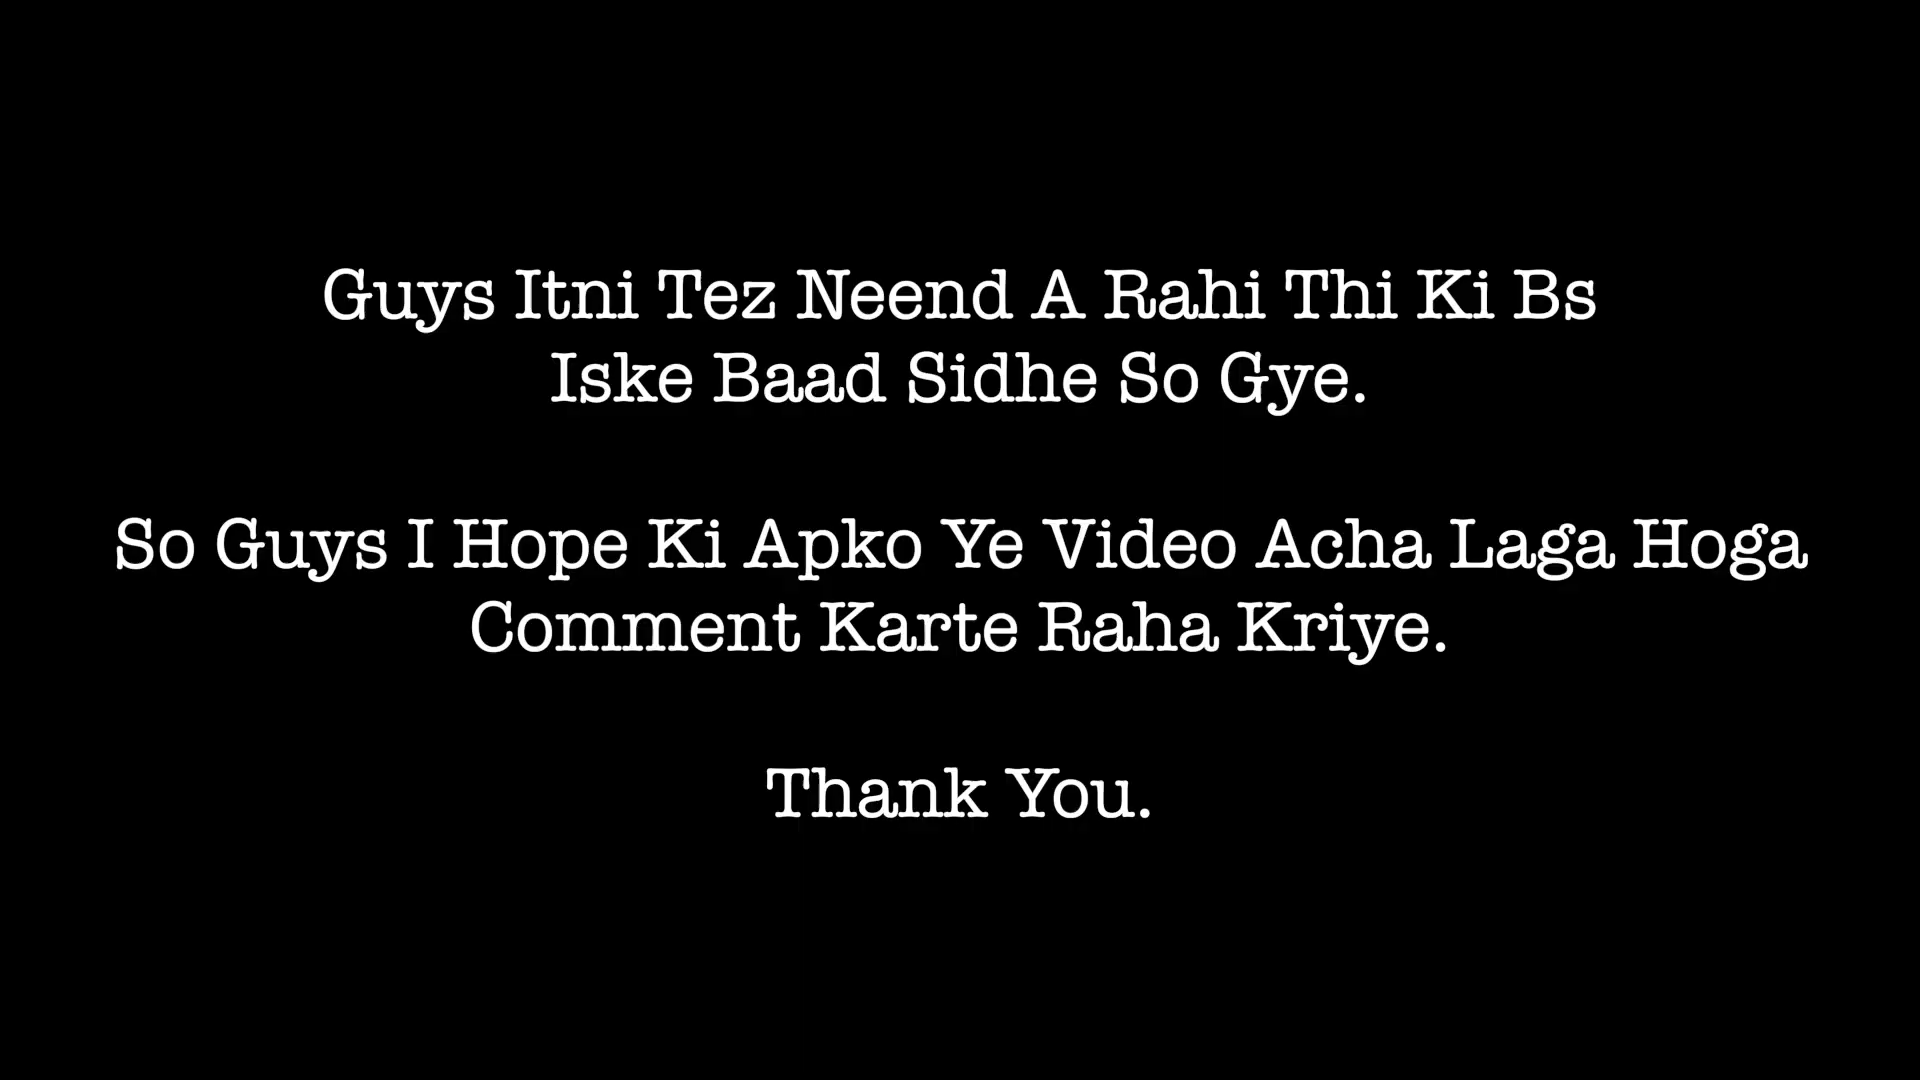 Guys Itni Tez Neend A Rahi Thi Ki Bs
Iske Baad Sidhe So Gye.
So Guys I Hope Ki Apko Ye Video Acha Laga Hoga
Comment Karte Raha Kriye.
Thank You.